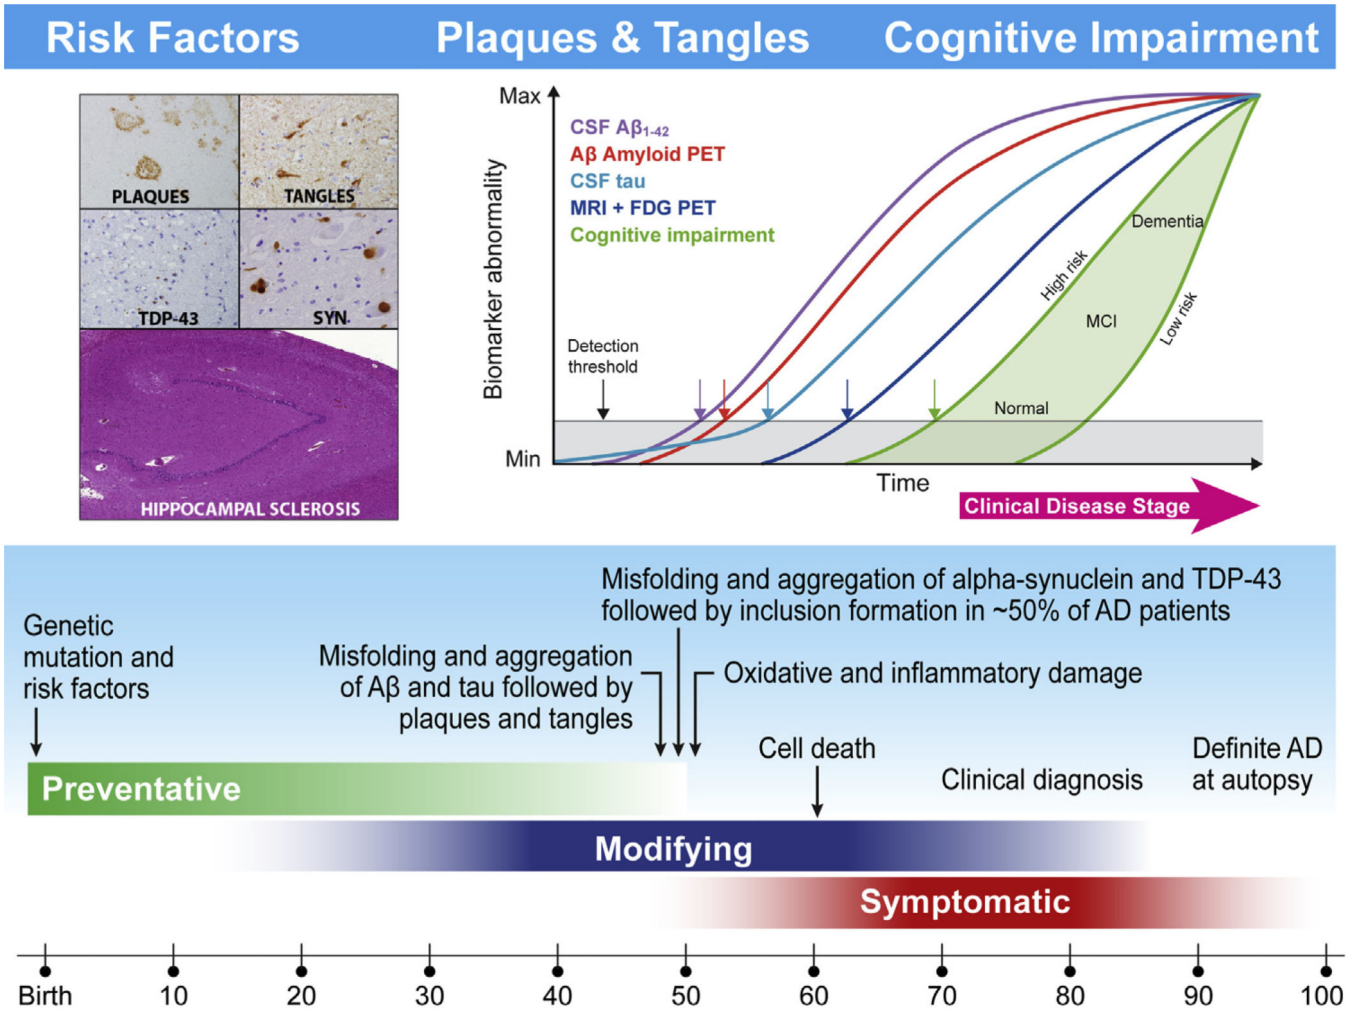 Risk Factors
Plaques & Tangles
Cognitive Impairment
PLAQUES
TANGLES
TDP-43
SYN
HIPPOCAMPAL SCLEROSIS
Max
CSF Aβ1-42
Aβ Amyloid PET
CSF tau
MRI + FDG PET
Cognitive impairment
Biomarker abnormality
Detection
threshold
High risk
Dementia
MCI
Low risk
Normal
Min
Time
Clinical Disease Stage
Misfolding and aggregation of alpha-synuclein and TDP-43
followed by inclusion formation in ~50% of AD patients
Genetic
mutation and
risk factors
Misfolding and aggregation
of Aβ and tau followed by
plaques and tangles
Oxidative and inflammatory damage
Cell death
Clinical diagnosis
Definite AD
at autopsy
Preventative
Modifying
Symptomatic
Birth 10 20 30 40 50 60 70 80 90 100